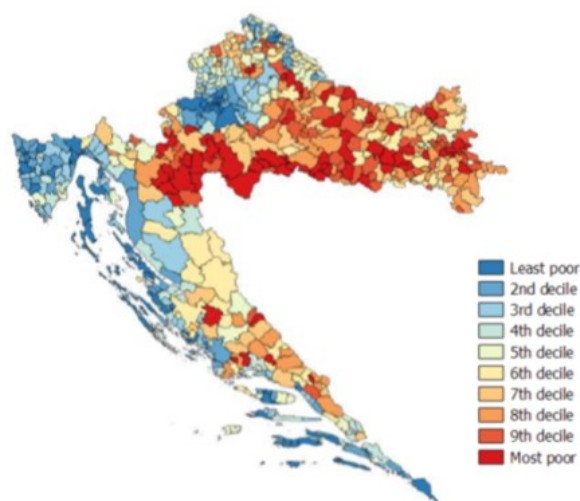 Least poor
2nd decile
3rd decile
4th decile
5th decile
6th decile
7th decile
8th decile
9th decile
Most poor